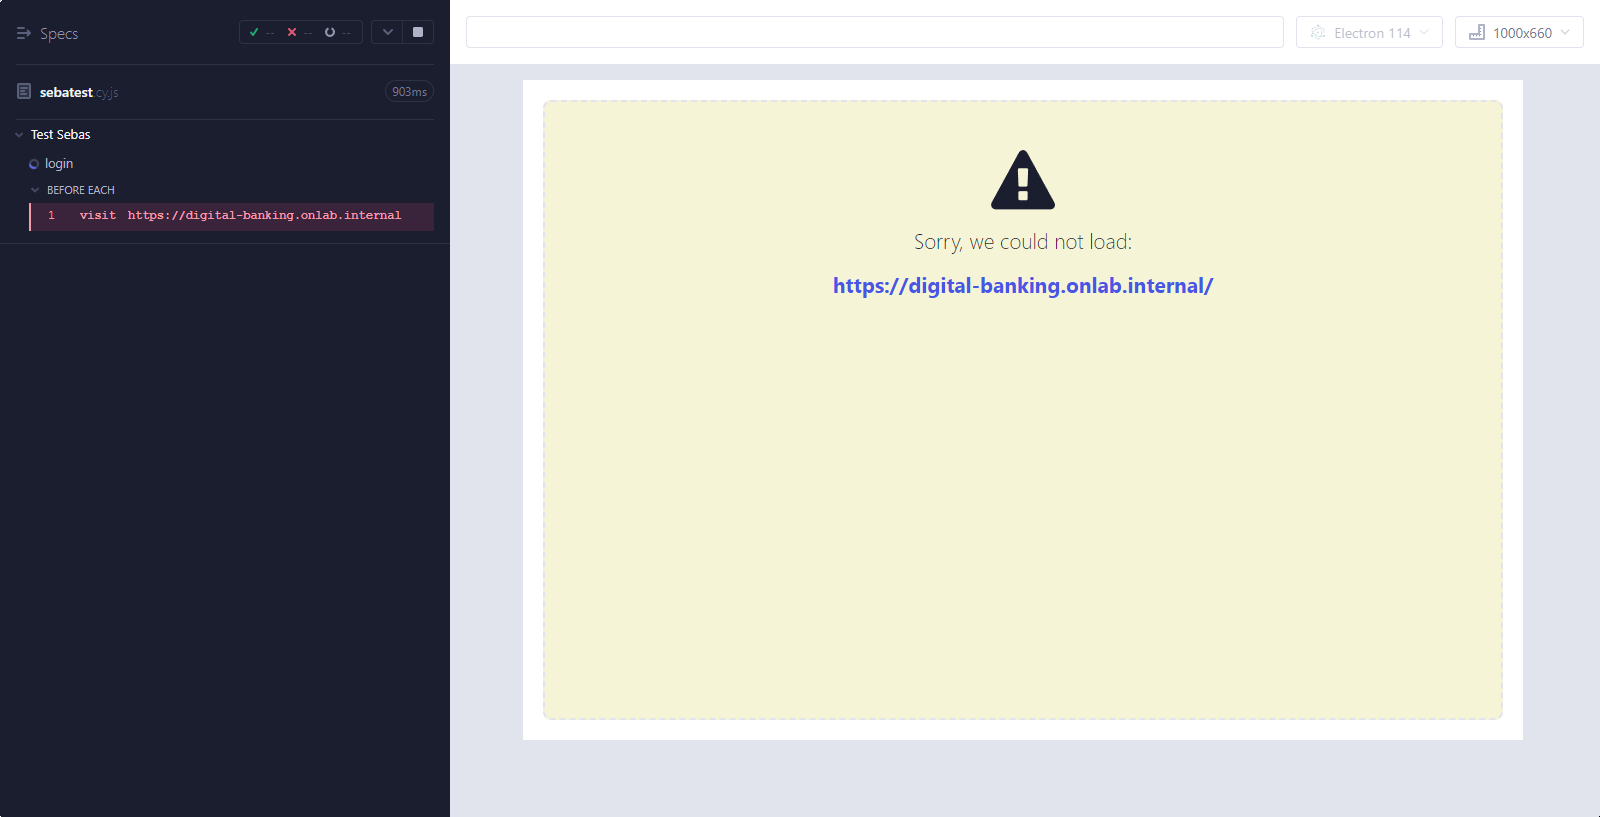 Specs
-- -- --
sebatest cy.js
903ms
Test Sebas
login
BEFORE EACH
1 visit https://digital-banking.onlab.internal
Electron 114
1000x660
Sorry, we could not load:
https://digital-banking.onlab.internal/